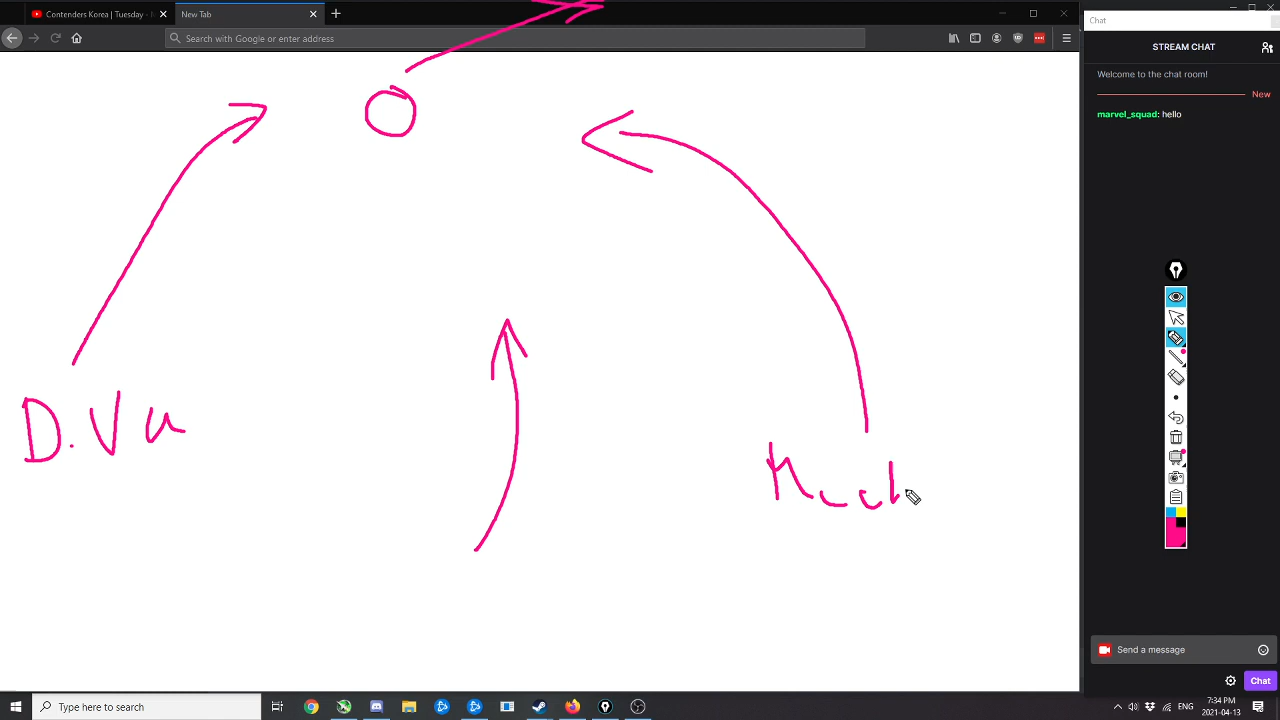 Contenders Korea | Tuesday -
New Tab
Search with Google or enter address
Chat
STREAM CHAT
Welcome to the chat room!
New
marvel_squad: hello
D.Va
Send a message
Chat
Type here to search
ENG
7:34 PM
2021-04-13